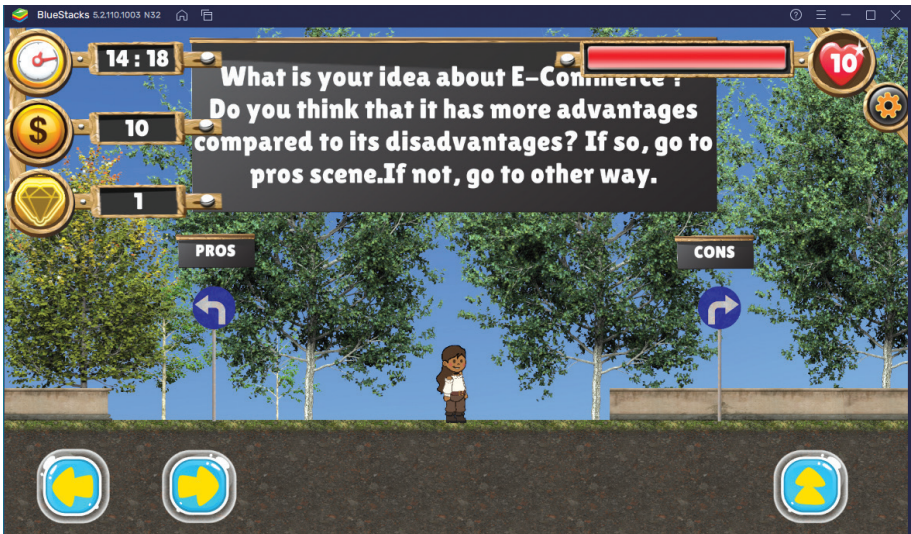 BlueStacks 5.2.110.1003 N32
14 : 18
10
1
10
What is your idea about E-Commerce ?
Do you think that it has more advantages
compared to its disadvantages? If so, go to
pros scene.If not, go to other way.
PROS
CONS